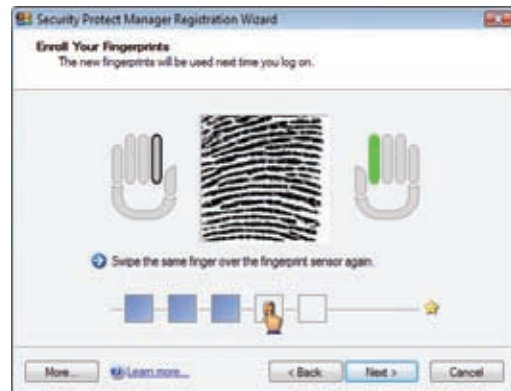 Security Protect Manager Registration Wizard
Enroll Your Fingerprints
The new fingerprints will be used next time you log on.
Swipe the same finger over the fingerprint sensor again.
More... Learn more... < Back Next > Cancel